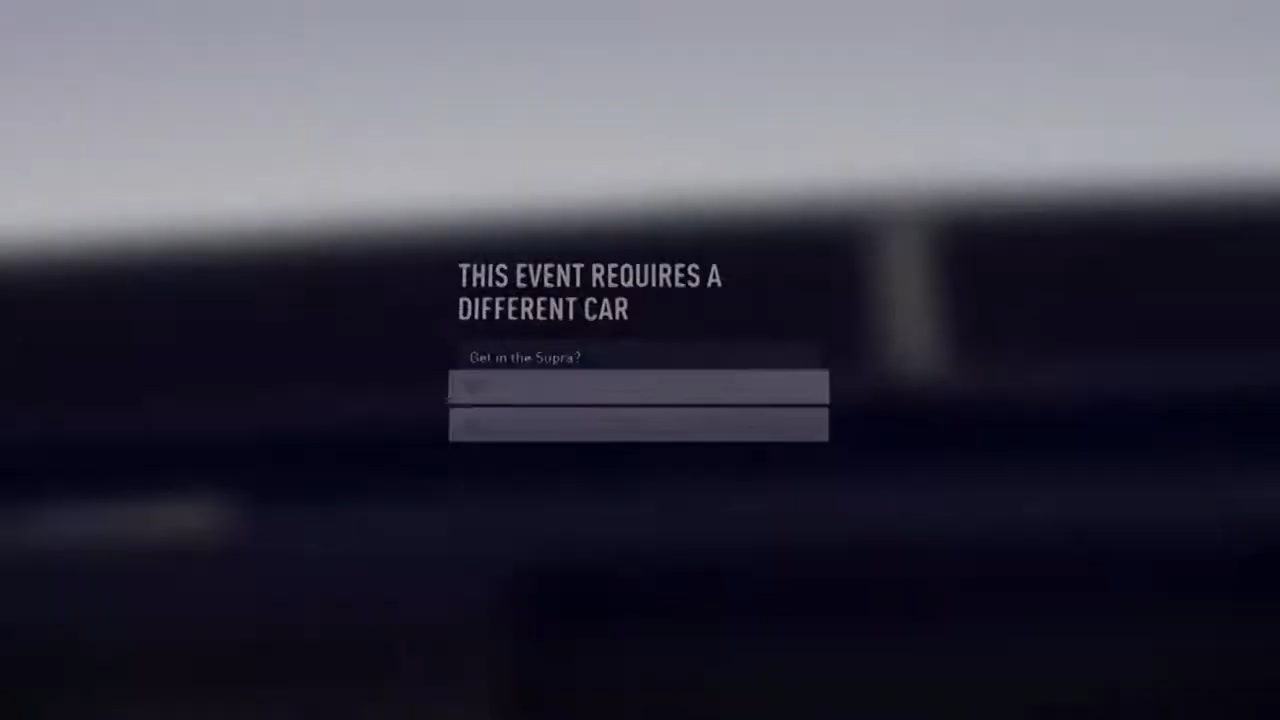 THIS EVENT REQUIRES A
DIFFERENT CAR
Get in the Supra?